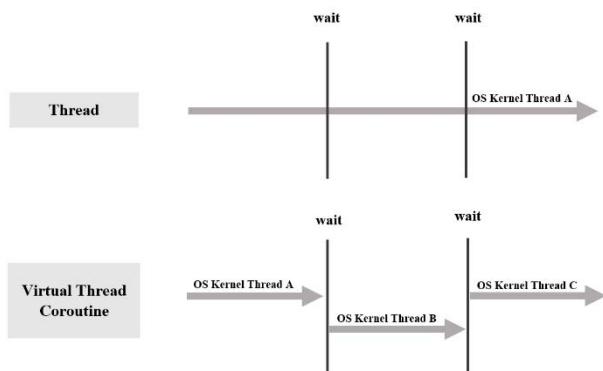 wait
wait
Thread
OS Kernel Thread A
wait
wait
Virtual Thread
Coroutine
OS Kernel Thread A
OS Kernel Thread B
OS Kernel Thread C